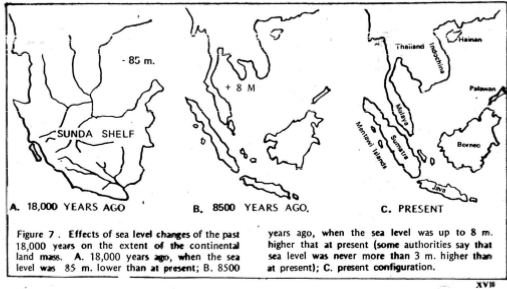 - 85 m.
SUNDA SHELF
A. 18,000 YEARS AGO
+ 8 M
B. 8500 YEARS AGO.
Thailand
Indochina
Hainan
Palawan
Malaya
Mentawi Islands
Sumatra
Borneo
Java
C. PRESENT
Figure 7 . Effects of sea level changes of the past
18,000 years on the extent of the continental
land mass. A. 18,000 years ago, when the sea
level was 85 m. lower than at present; B. 8500
years ago, when the sea level was up to 8 m.
higher that at present (some authorities say that
sea level was never more than 3 m. higher than
at present); C. present configuration.
XVII